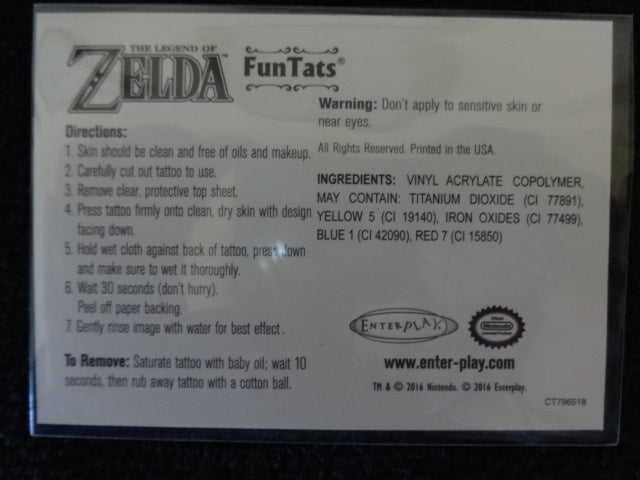 THE LEGEND OF
ZELDA™
FunTats®
Directions:
1. Skin should be clean and free of oils and makeup.
2. Carefully cut out tattoo to use.
3. Remove clear, protective top sheet.
4. Press tattoo firmly onto clean, dry skin with design
facing down.
5. Hold wet cloth against back of tattoo, press down
and make sure to wet it thoroughly.
6. Wait 30 seconds (don't hurry).
Peel off paper backing.
7. Gently rinse image with water for best effect.
To Remove: Saturate tattoo with baby oil; wait 10
seconds, then rub away tattoo with a cotton ball.
Warning: Don't apply to sensitive skin or
near eyes.
All Rights Reserved. Printed in the USA.
INGREDIENTS: VINYL ACRYLATE COPOLYMER,
MAY CONTAIN: TITANIUM DIOXIDE (CI 77891),
YELLOW 5 (CI 19140), IRON OXIDES (CI 77499),
BLUE 1 (CI 42090), RED 7 (CI 15850)
ENTERPLAY
Official
Nintendo
Licensed Product
www.enter-play.com
TM & © 2016 Nintendo. © 2016 Enterplay.
CT796518